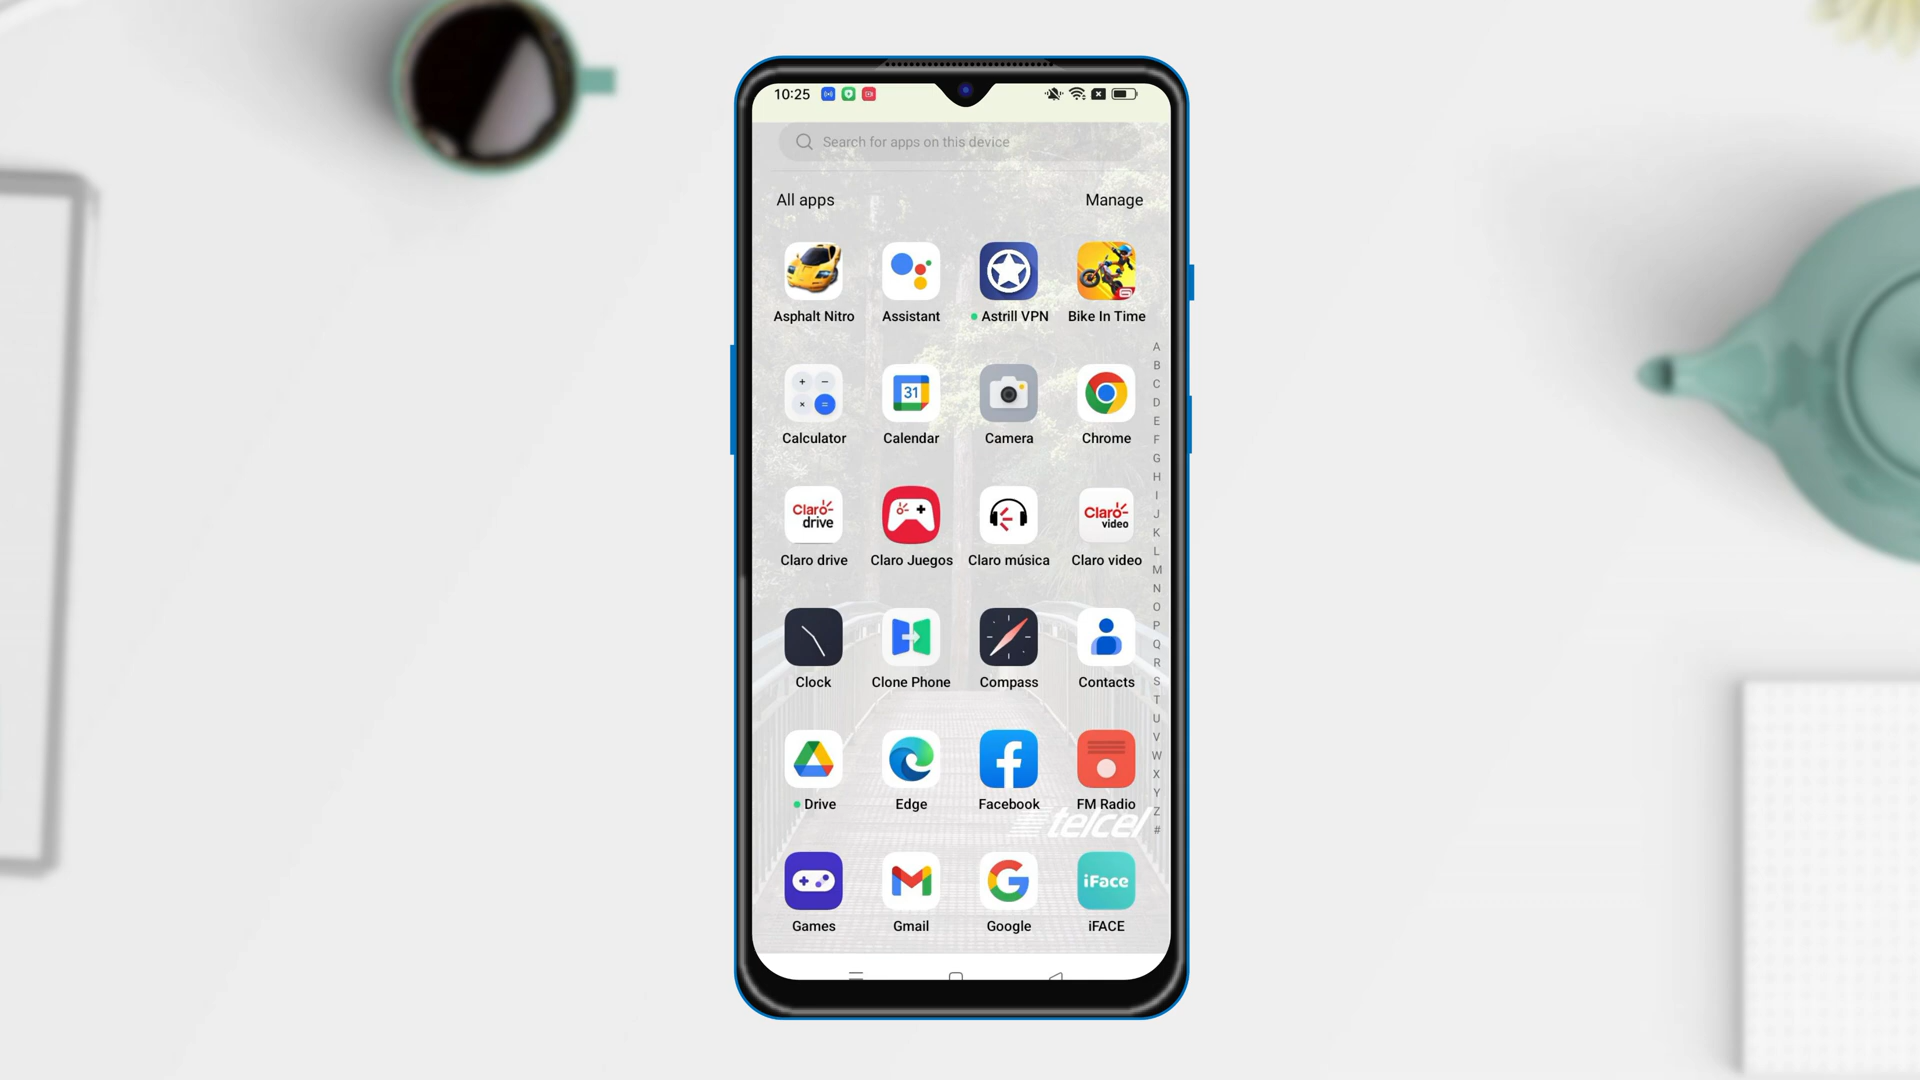 10:25
Search for apps on this device
All apps Manage
Asphalt Nitro Assistant Astrill VPN Bike In Time
31
Calculator Calendar Camera Chrome
Claro drive Claro video
Claro drive Claro Juegos Claro música Claro video
Clock Clone Phone Compass Contacts
Drive Edge Facebook FM Radio
telcel
iFace
Games Gmail Google iFACE
A
B
C
D
E
F
G
H
I
J
K
L
M
N
O
P
Q
R
S
T
U
V
W
X
Y
Z
#